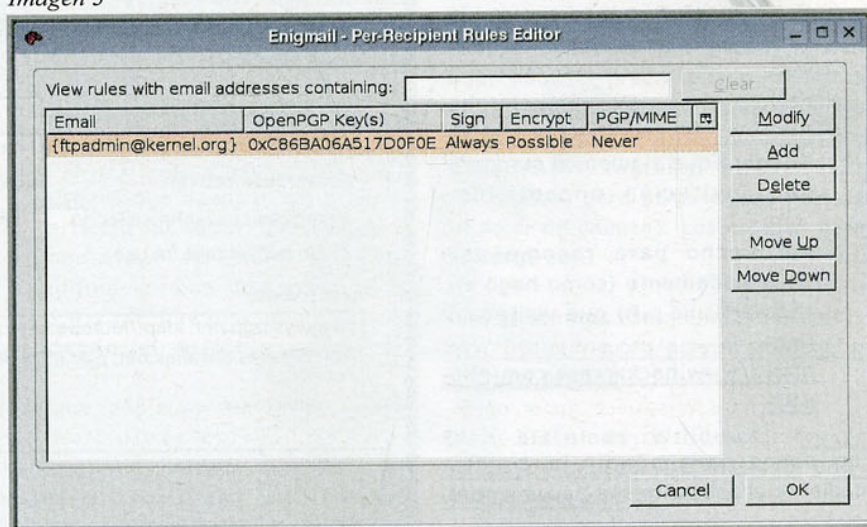 Imagen 3
Enigmail - Per-Recipient Rules Editor
View rules with email addresses containing:
Clear
Email OpenPGP Key(s) Sign Encrypt PGP/MIME
{ftpadmin@kernel.org} 0xC86BA06A517D0F0E Always Possible Never
Modify
Add
Delete
Move Up
Move Down
Cancel OK